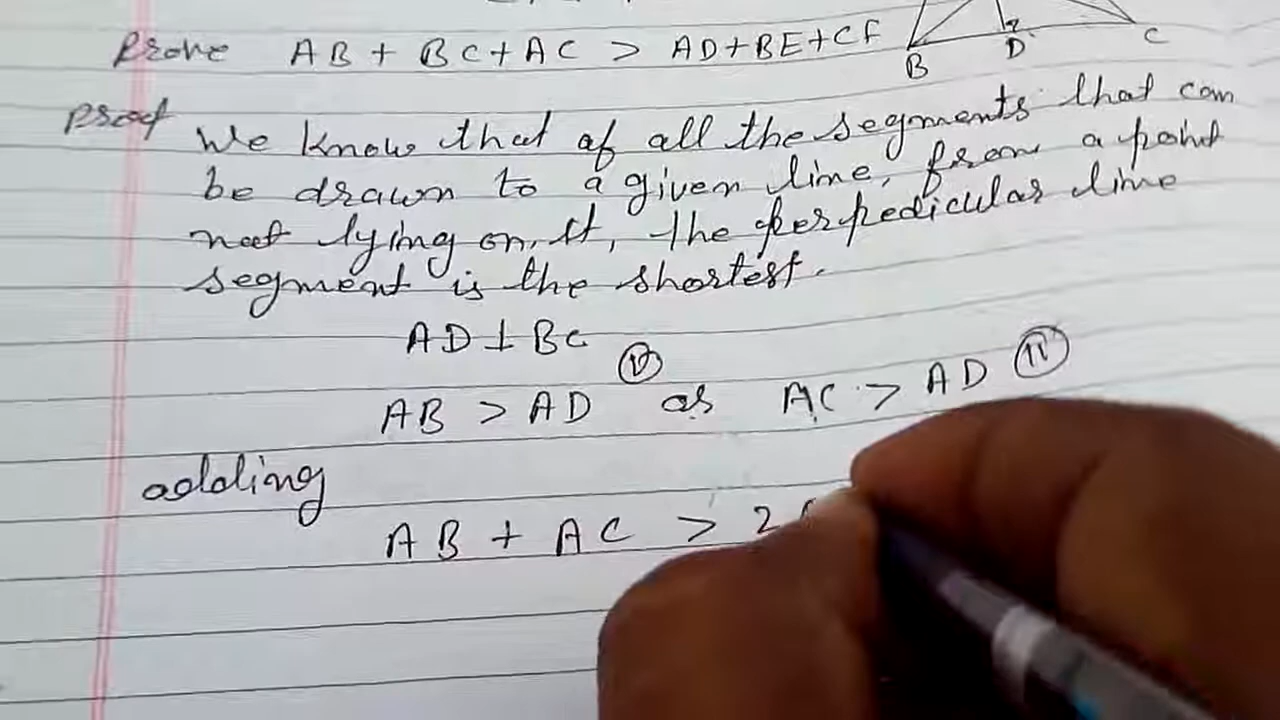 Prove AB + BC + AC > AD + BE + CF
B D C
Proof We know that of all the segments that can
be drawn to a given line, from a point
not lying on it, the perpedicular line
segment is the shortest.
AD ⊥ BC
AB > AD as AC > AD
adding
AB + AC > 2